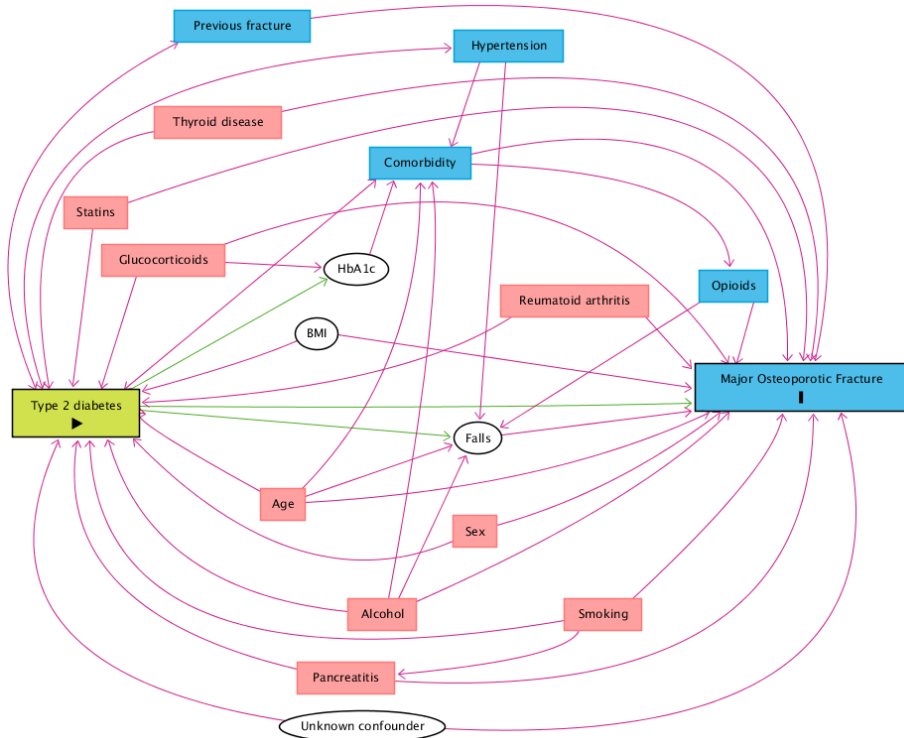 Previous fracture
Hypertension
Thyroid disease
Comorbidity
Statins
Glucocorticoids
HbA1c
Opioids
Reumatoid arthritis
BMI
Type 2 diabetes
Major Osteoporotic Fracture
Falls
Age
Sex
Alcohol
Smoking
Pancreatitis
Unknown confounder